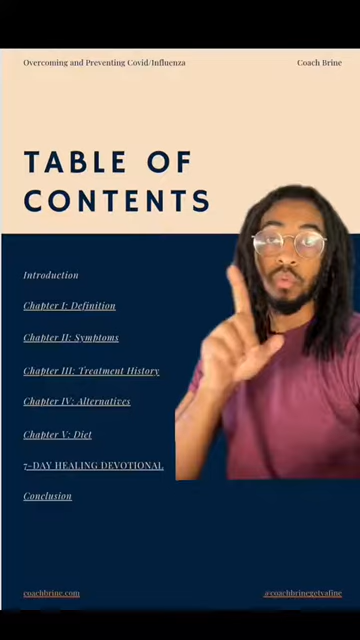 Overcoming and Preventing Covid/Influenza
Coach Brine
TABLE OF
CONTENTS
Introduction
Chapter I: Definition
Chapter II: Symptoms
Chapter III: Treatment History
Chapter IV: Alternatives
Chapter V: Diet
7-DAY HEALING DEVOTIONAL
Conclusion
coachbrine.com
@coachbrinegetyafine